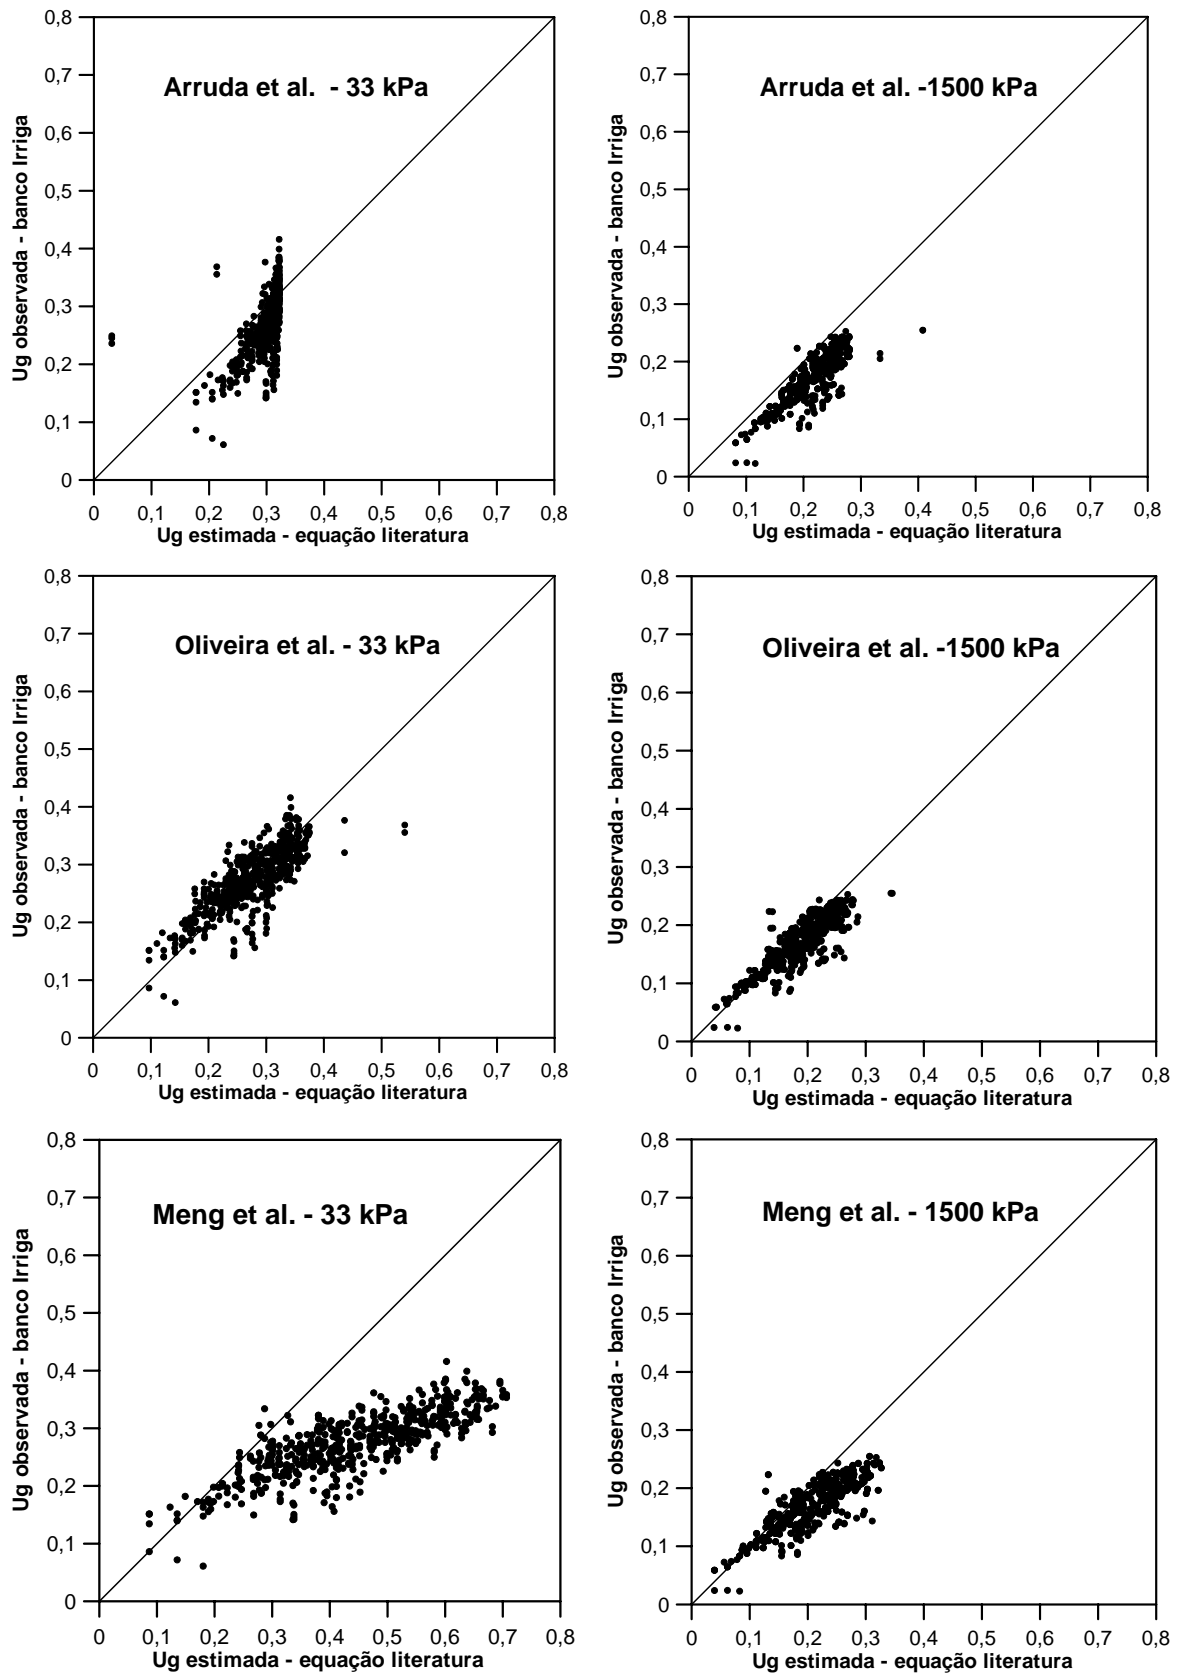 0,8
0,7
0,6
0,5
0,4
0,3
0,2
0,1
0
Ug observada - banco Irriga
Arruda et al. - 33 kPa
0 0,1 0,2 0,3 0,4 0,5 0,6 0,7 0,8
Ug estimada - equação literatura
0,8
0,7
0,6
0,5
0,4
0,3
0,2
0,1
0
Ug observada - banco Irriga
Arruda et al. -1500 kPa
0 0,1 0,2 0,3 0,4 0,5 0,6 0,7 0,8
Ug estimada - equação literatura
0,8
0,7
0,6
0,5
0,4
0,3
0,2
0,1
0
Ug observada - banco Irriga
Oliveira et al. - 33 kPa
0 0,1 0,2 0,3 0,4 0,5 0,6 0,7 0,8
Ug estimada - equação literatura
0,8
0,7
0,6
0,5
0,4
0,3
0,2
0,1
0
Ug observada - banco Irriga
Oliveira et al. -1500 kPa
0 0,1 0,2 0,3 0,4 0,5 0,6 0,7 0,8
Ug estimada - equação literatura
0,8
0,7
0,6
0,5
0,4
0,3
0,2
0,1
0
Ug observada - banco Irriga
Meng et al. - 33 kPa
0 0,1 0,2 0,3 0,4 0,5 0,6 0,7 0,8
Ug estimada - equação literatura
0,8
0,7
0,6
0,5
0,4
0,3
0,2
0,1
0
Ug observada - banco Irriga
Meng et al. - 1500 kPa
0 0,1 0,2 0,3 0,4 0,5 0,6 0,7 0,8
Ug estimada - equação literatura